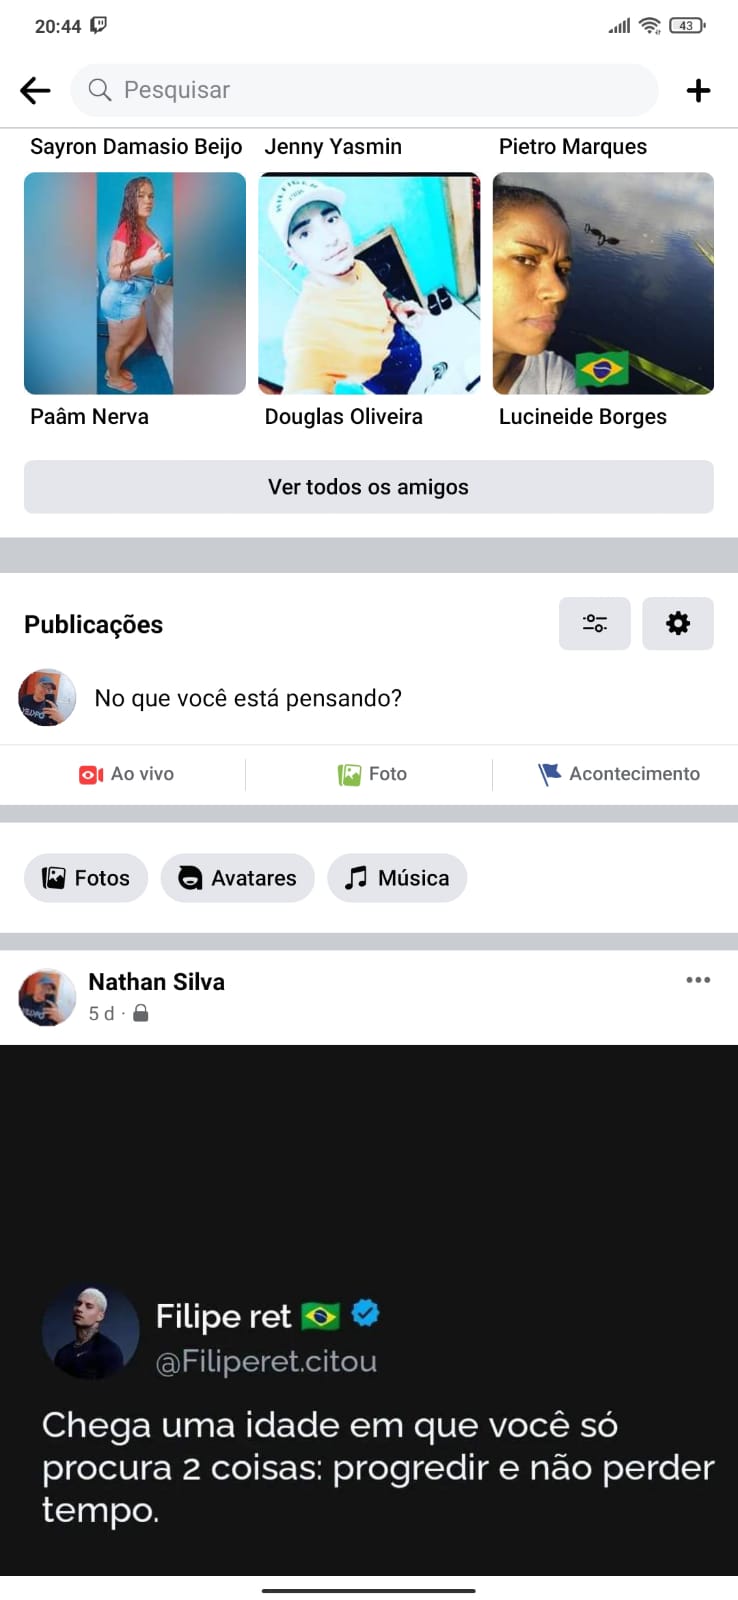 20:44
43
Pesquisar
Sayron Damasio Beijo
Jenny Yasmin
Pietro Marques
Paâm Nerva
Douglas Oliveira
Lucineide Borges
Ver todos os amigos
Publicações
No que você está pensando?
Ao vivo
Foto
Acontecimento
Fotos
Avatares
Música
Nathan Silva
5 d ·
Filipe ret
@Filiperet.citou
Chega uma idade em que você só
procura 2 coisas: progredir e não perder
tempo.